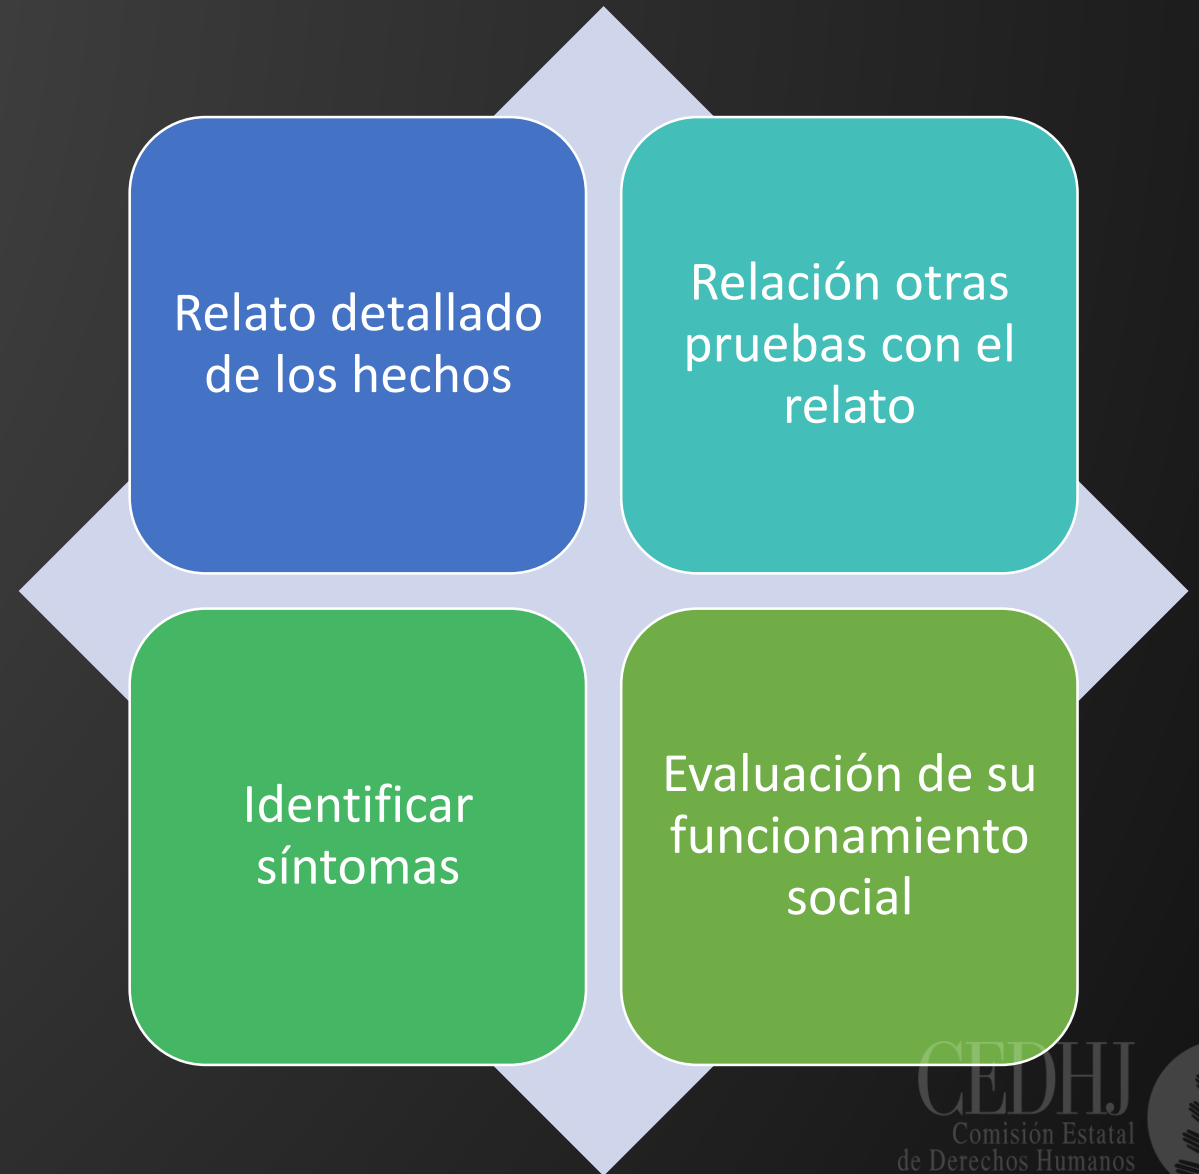 Relato detallado
de los hechos
Relación otras
pruebas con el
relato
Identificar
síntomas
Evaluación de su
funcionamiento
social
CEDHJ
Comisión Estatal
de Derechos Humanos